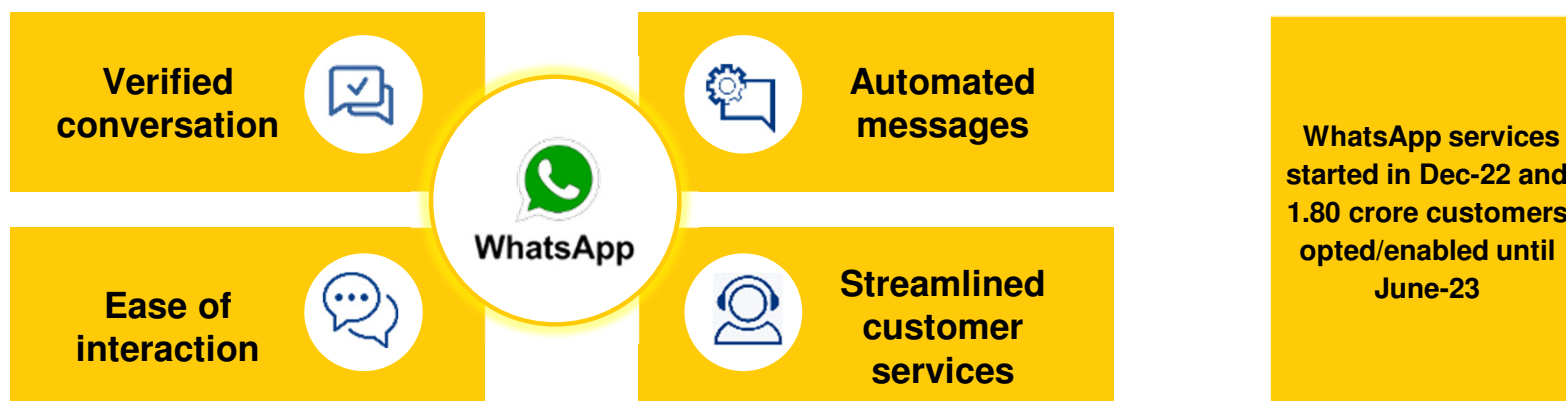 Verified
conversation
Automated
messages
WhatsApp
Ease of
interaction
Streamlined
customer
services
WhatsApp services
started in Dec-22 and
1.80 crore customers
opted/enabled until
June-23